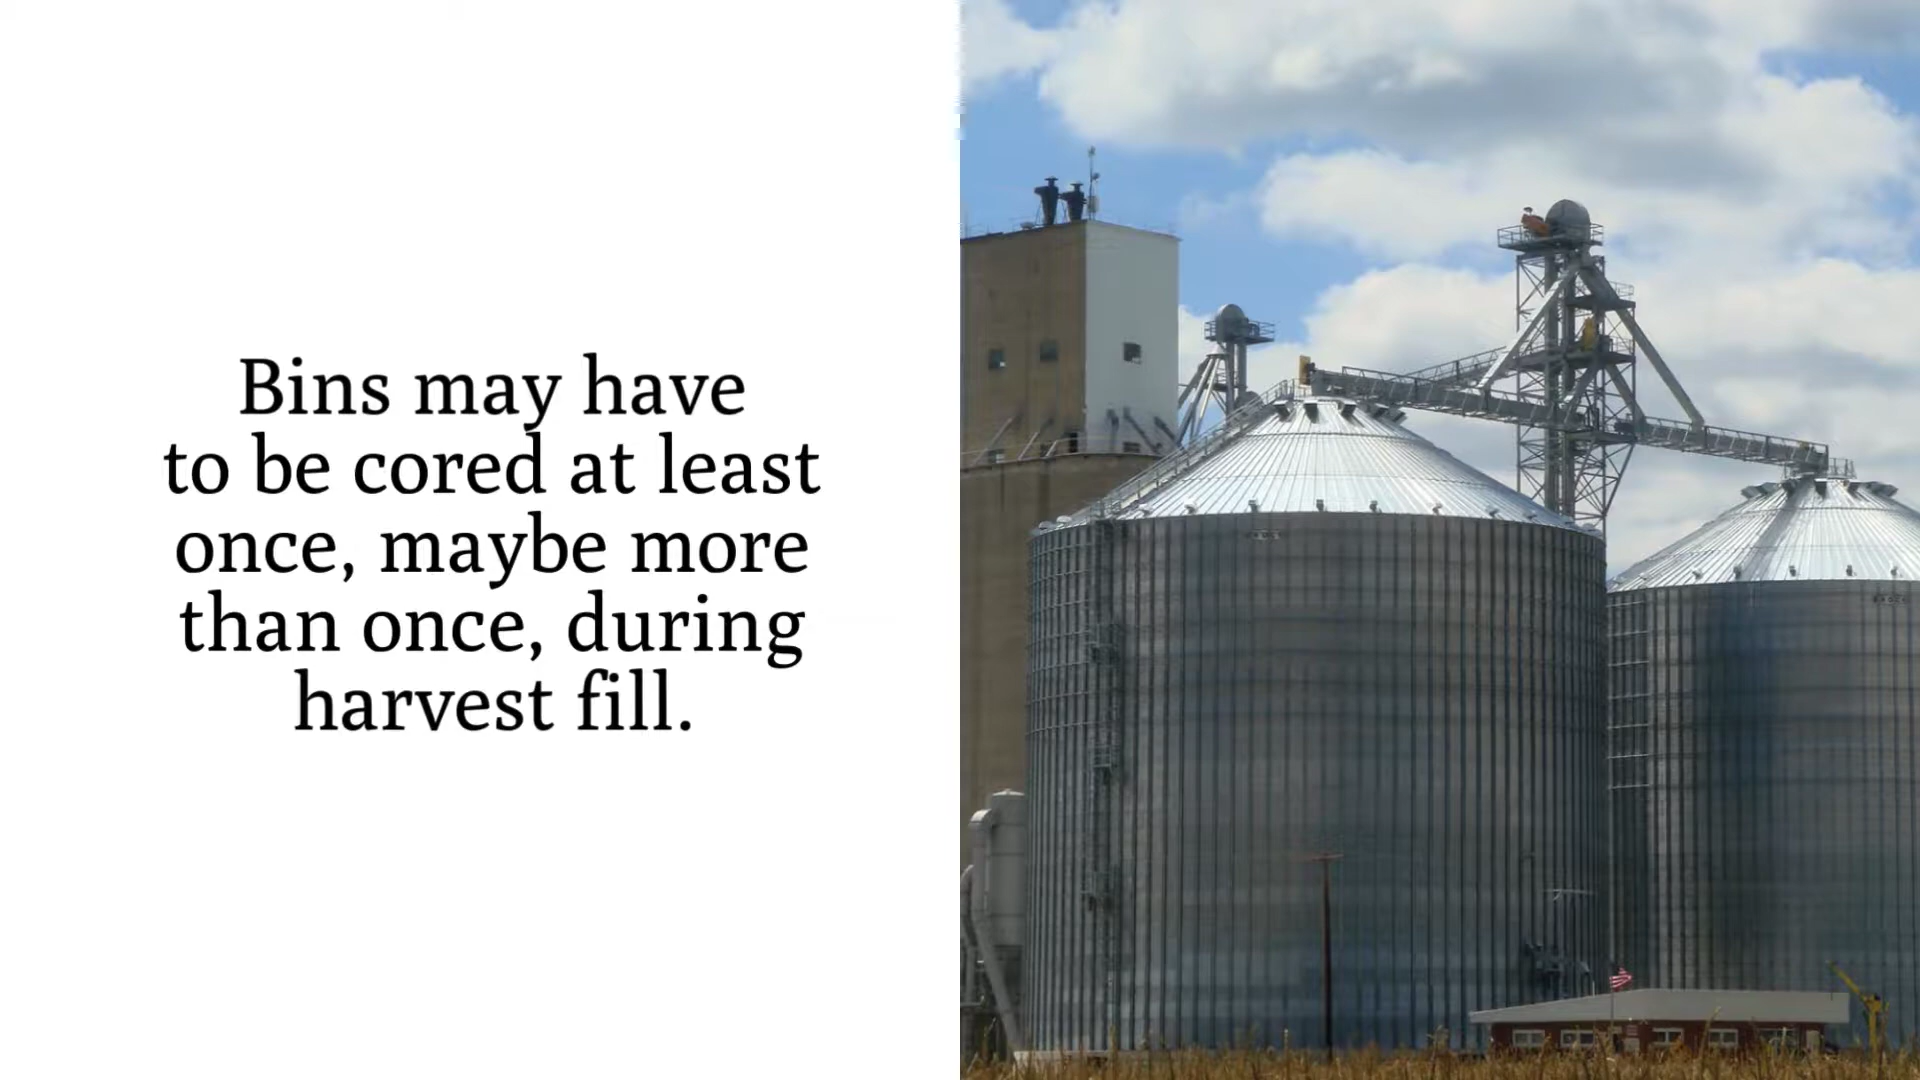 Bins may have
to be cored at least
once, maybe more
than once, during
harvest fill.